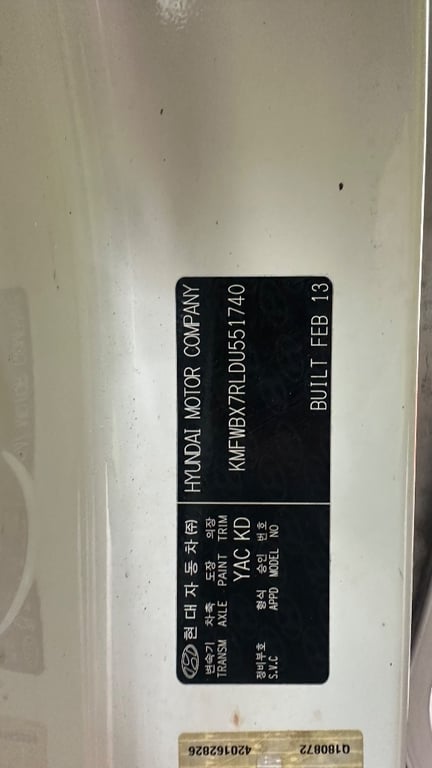 현대자동차(주) HYUNDAI MOTOR COMPANY
변속기 차축 도장 의장
TRANSM AXLE PAINT TRIM
YAC KD KMFWBX7RLDU551740
정비부호 형식 승인 번호
S.V.C APPD MODEL NO
BUILT FEB 13
420162826 Q180872